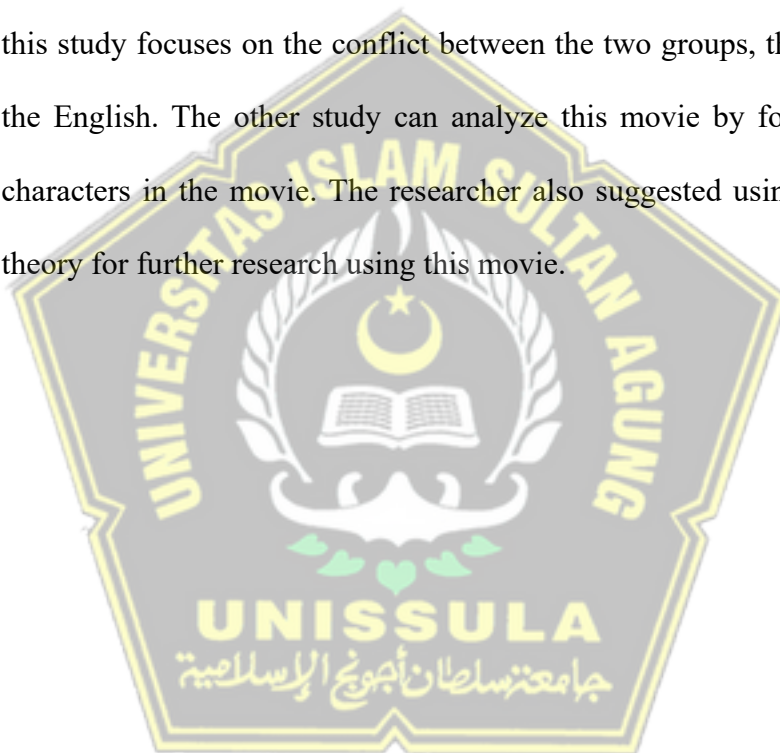 this study focuses on the conflict between the two groups, th
the English. The other study can analyze this movie by fo
characters in the movie. The researcher also suggested usin
theory for further research using this movie.
UNIVERSITAS ISLAM SULTAN AGUNG
UNISSULA
جامعة سلطان أجونج الإسلامية